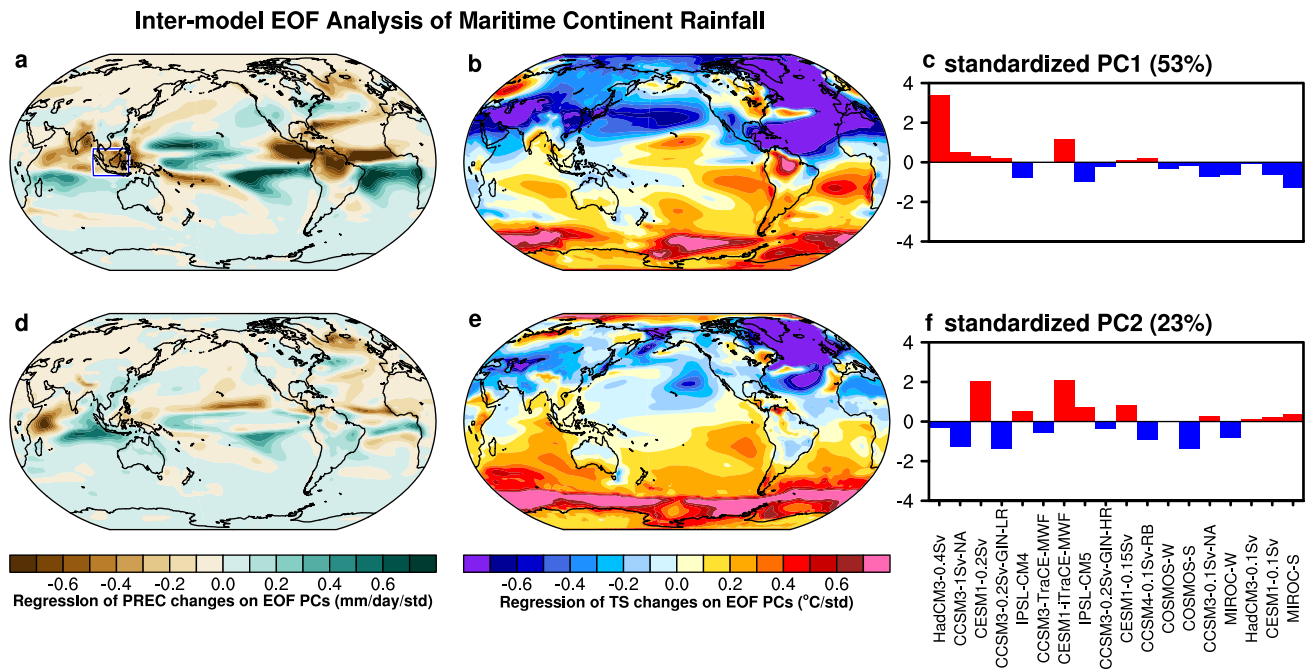 Inter-model EOF Analysis of Maritime Continent Rainfall
a
b
c standardized PC1 (53%)
4
2
0
-2
-4
d
e
f standardized PC2 (23%)
4
2
0
-2
-4
-0.6 -0.4 -0.2 0.0 0.2 0.4 0.6
Regression of PREC changes on EOF PCs (mm/day/std)
-0.6 -0.4 -0.2 0.0 0.2 0.4 0.6
Regression of TS changes on EOF PCs (°C/std)
HadCM3-0.4Sv
CCSM3-1Sv-NA
CESM1-0.2Sv
CCSM3-0.2Sv-GIN-LR
IPSL-CM4
CCSM3-TraCE-MWF
CESM1-iTraCE-MWF
IPSL-CM5
CCSM3-0.2Sv-GIN-HR
CESM1-0.15Sv
CCSM4-0.1Sv-RB
COSMOS-W
COSMOS-S
CCSM3-0.1Sv-NA
MIROC-W
HadCM3-0.1Sv
CESM1-0.1Sv
MIROC-S